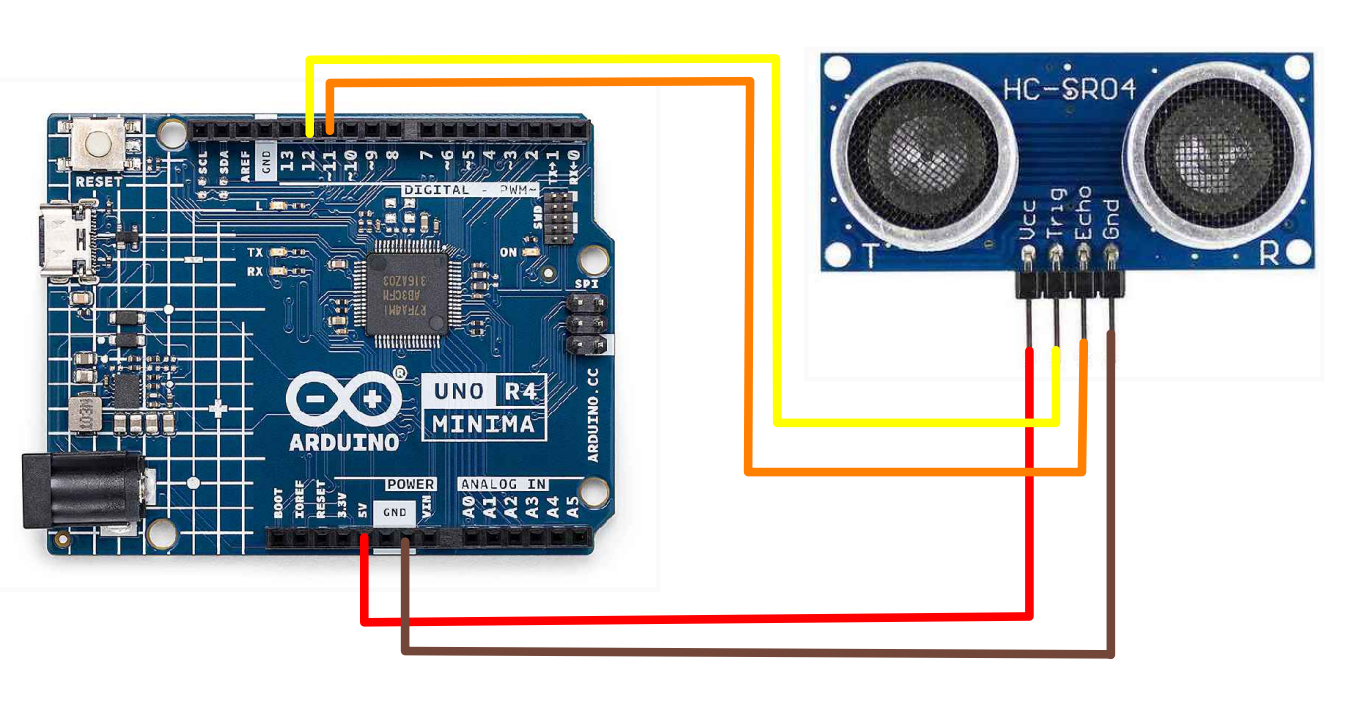 HC-SR04
Vcc
Trig
Echo
Gnd
T
R
RESET
SCL
SDA
AREF
GND
13
12
~11
~10
~9
8
7
~6
~5
4
~3
2
TX→1
RX←0
DIGITAL - PWM~
L
TX
RX
ON
SWD
SPI
R7FA4M1
AB3CFM
316AZ03
®
ARDUINO
UNO R4
MINIMA
ARDUINO.CC
103M
BOOT
IOREF
RESET
3.3V
5V
GND
VIN
POWER
ANALOG IN
A0
A1
A2
A3
A4
A5